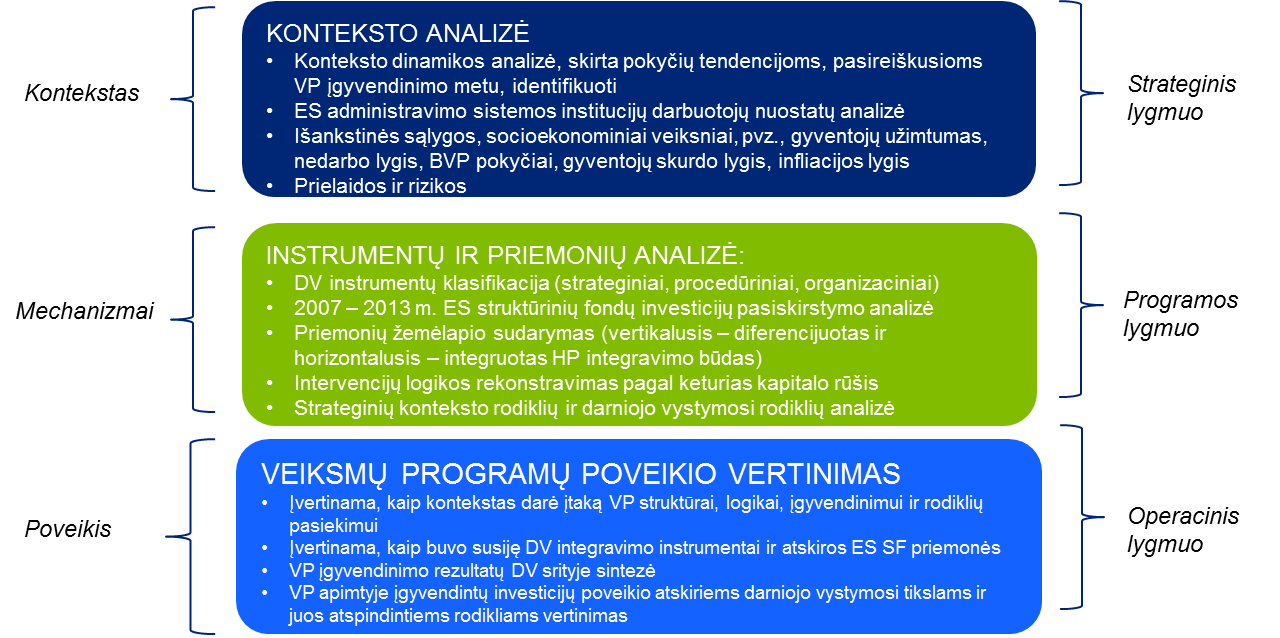 Kontekstas
KONTEKSTO ANALIZĖ
• Konteksto dinamikos analizė, skirta pokyčių tendencijoms, pasireiškusioms
VP įgyvendinimo metu, identifikuoti
• ES administravimo sistemos institucijų darbuotojų nuostatų analizė
• Išankstinės sąlygos, socioekonominiai veiksniai, pvz., gyventojų užimtumas,
nedarbo lygis, BVP pokyčiai, gyventojų skurdo lygis, infliacijos lygis
• Prielaidos ir rizikos
Strateginis
lygmuo
Mechanizmai
INSTRUMENTŲ IR PRIEMONIŲ ANALIZĖ:
• DV instrumentų klasifikacija (strateginiai, procedūriniai, organizaciniai)
• 2007 – 2013 m. ES struktūrinių fondų investicijų pasiskirstymo analizė
• Priemonių žemėlapio sudarymas (vertikalusis – diferencijuotas ir
horizontalusis – integruotas HP integravimo būdas)
• Intervencijų logikos rekonstravimas pagal keturias kapitalo rūšis
• Strateginių konteksto rodiklių ir darniojo vystymosi rodiklių analizė
Programos
lygmuo
Poveikis
VEIKSMŲ PROGRAMŲ POVEIKIO VERTINIMAS
• Įvertinama, kaip kontekstas darė įtaką VP struktūrai, logikai, įgyvendinimui ir rodiklių
pasiekimui
• Įvertinama, kaip buvo susiję DV integravimo instrumentai ir atskiros ES SF priemonės
• VP įgyvendinimo rezultatų DV srityje sintezė
• VP apimtyje įgyvendintų investicijų poveikio atskiriems darniojo vystymosi tikslams ir
juos atspindintiems rodikliams vertinimas
Operacinis
lygmuo